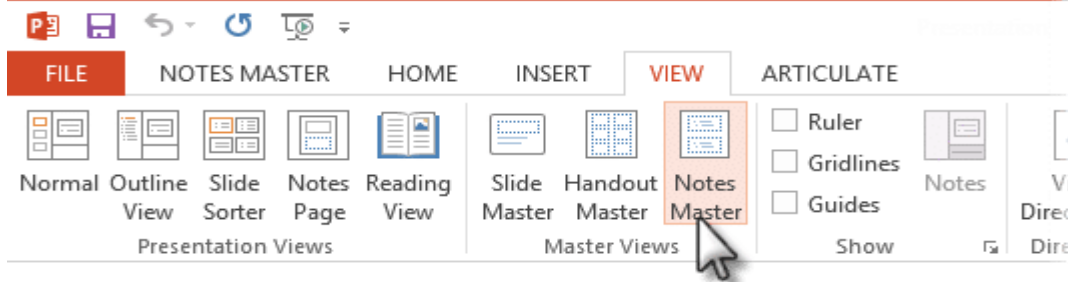 FILE NOTES MASTER HOME INSERT VIEW ARTICULATE
Normal Outline View Slide Sorter Notes Page Reading View
Presentation Views
Slide Master Handout Master Notes Master
Master Views
Ruler
Gridlines
Guides
Notes
Show